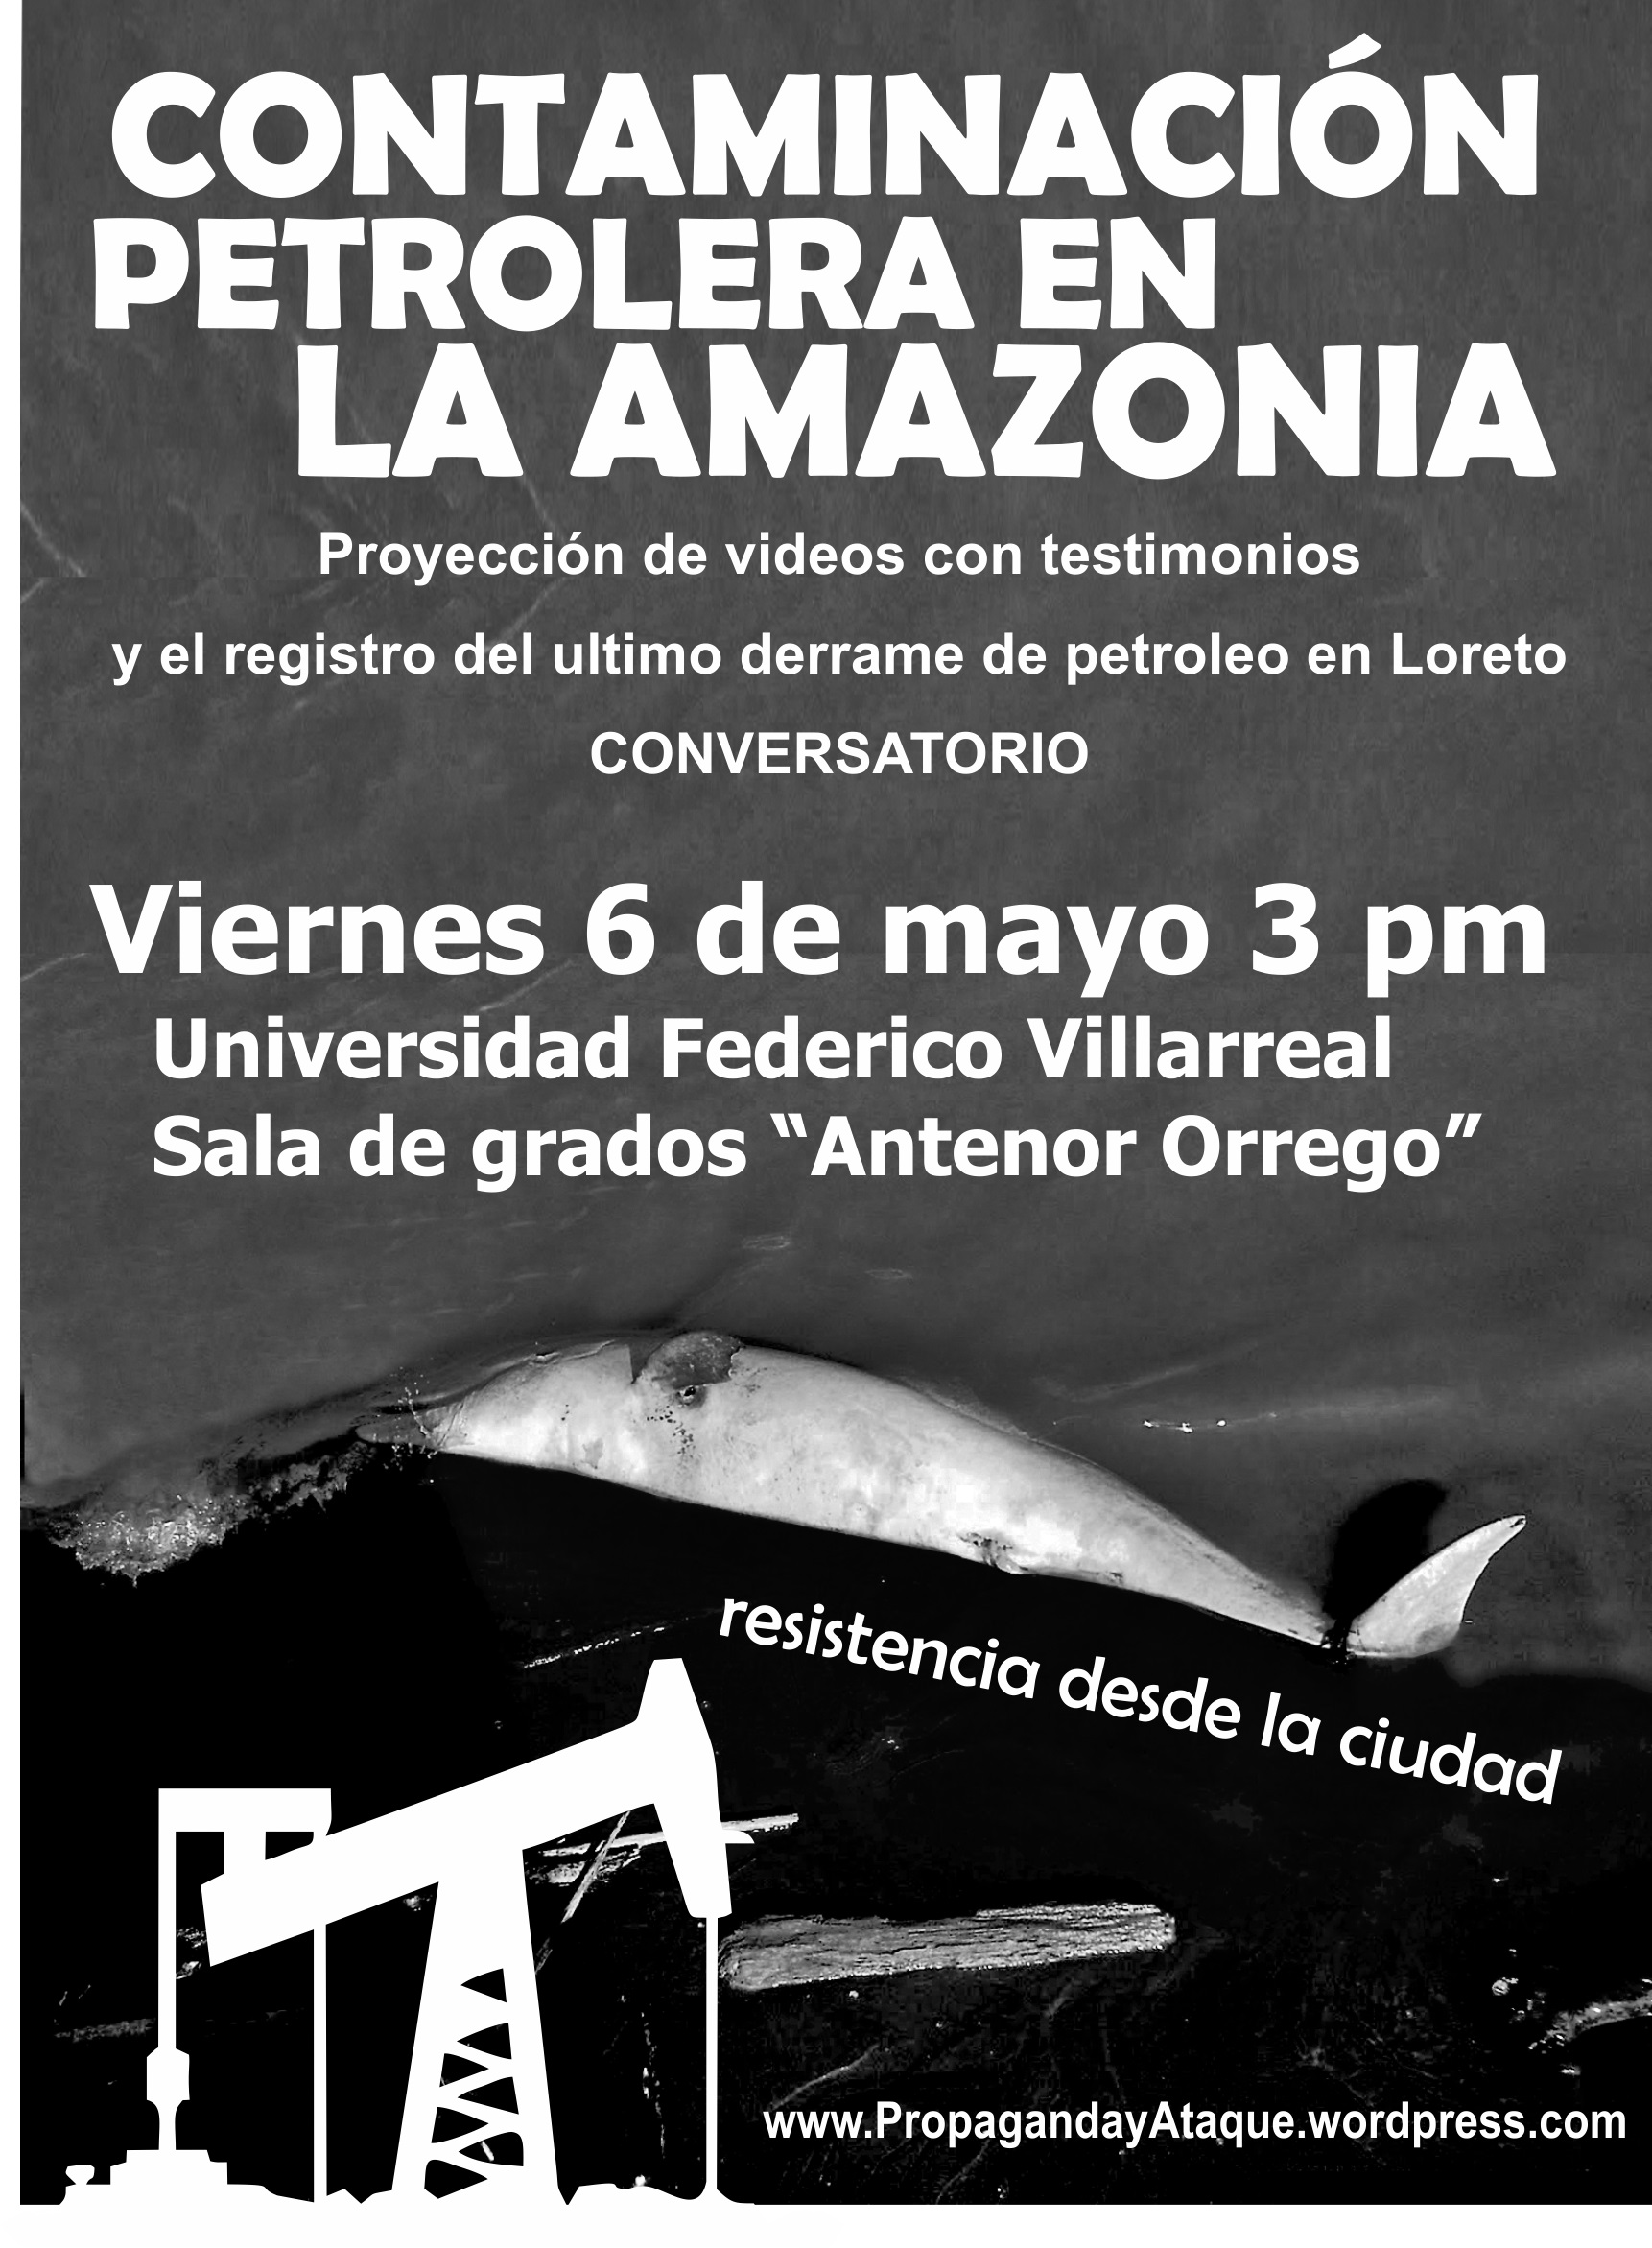 CONTAMINACIÓN
PETROLERA EN
LA AMAZONIA
Proyección de videos con testimonios
y el registro del ultimo derrame de petroleo en Loreto
CONVERSATORIO
Viernes 6 de mayo 3 pm
Universidad Federico Villarreal
Sala de grados “Antenor Orrego”
resistencia desde la ciudad
www.PropagandayAtaque.wordpress.com